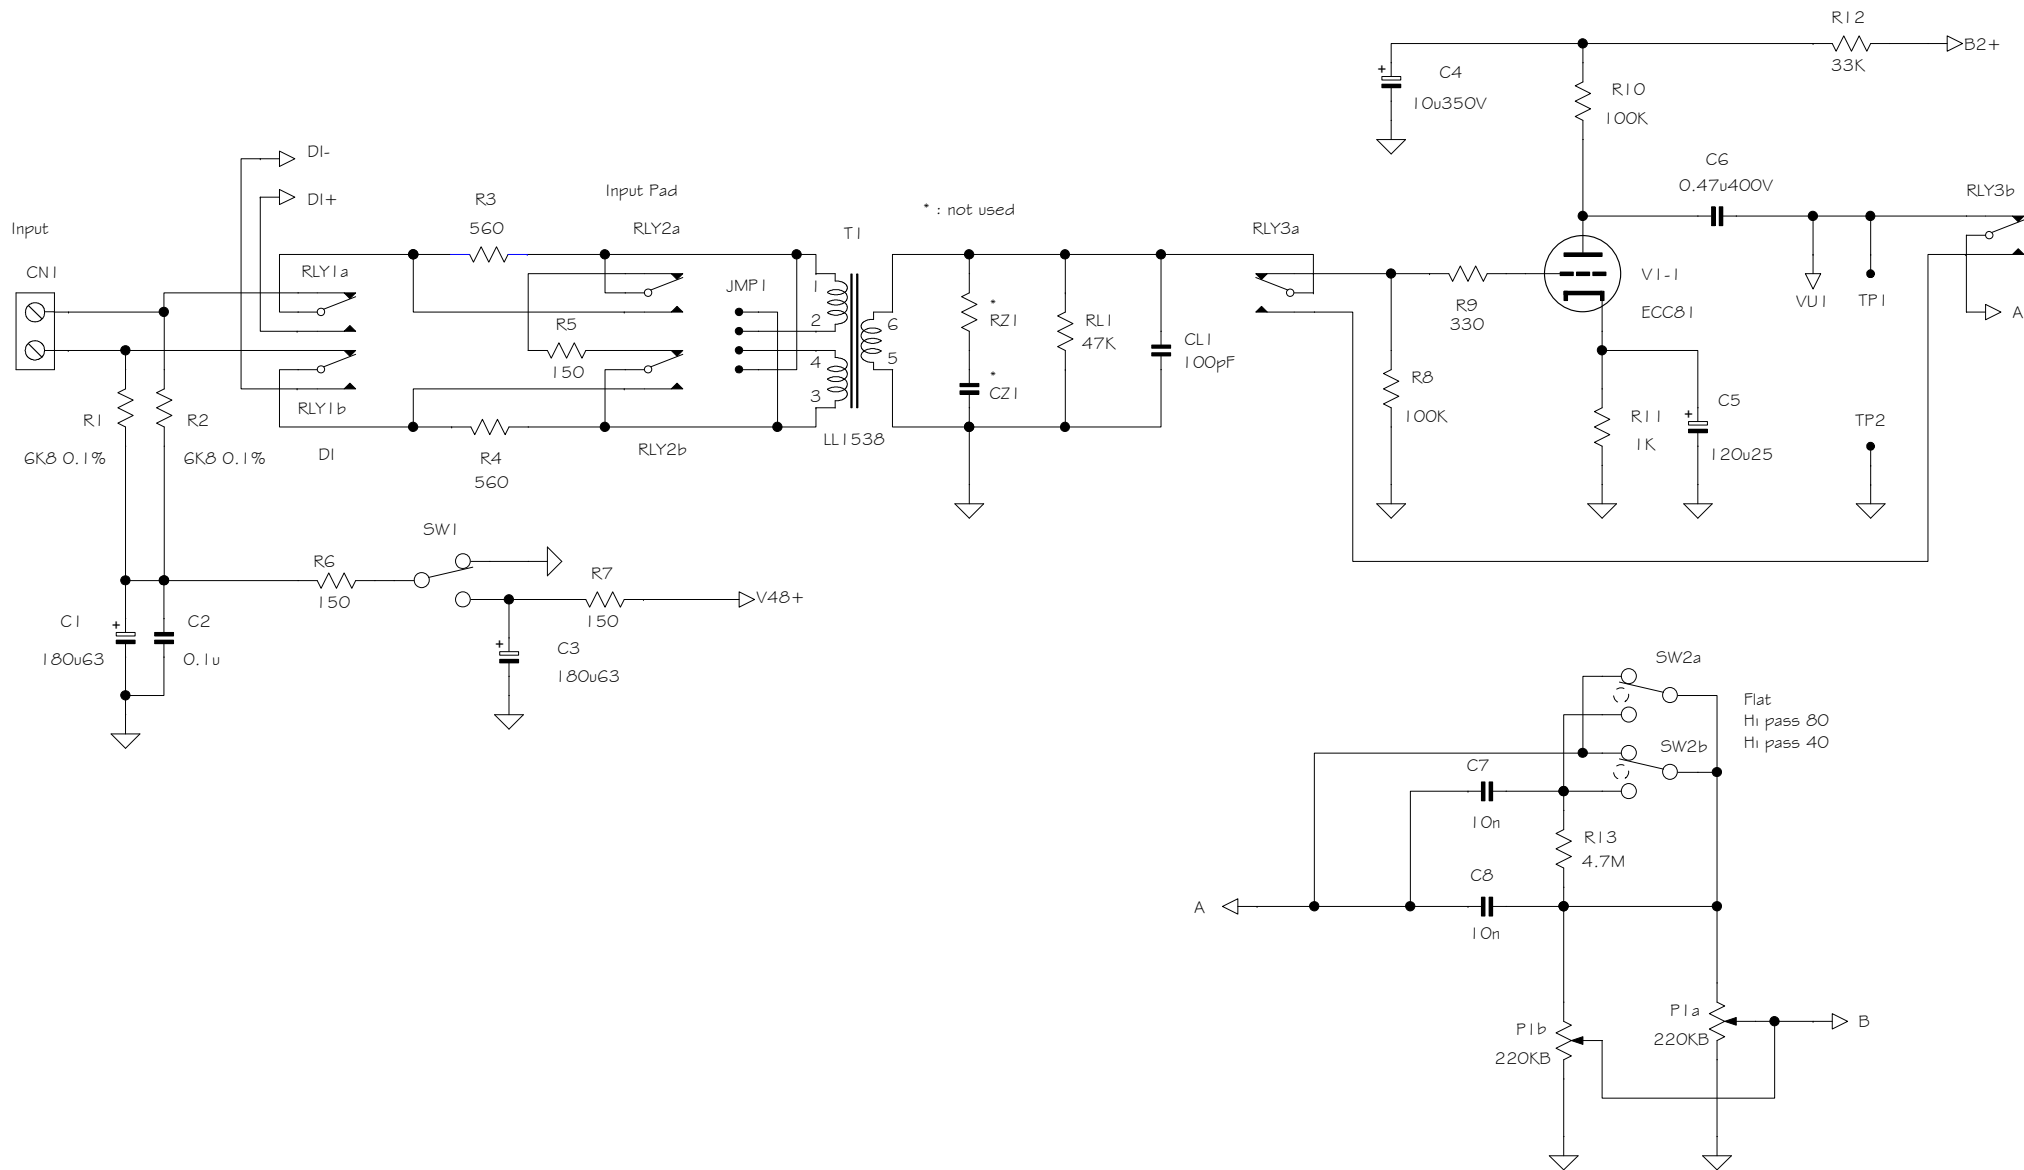 R12
B2+
33K
C4
10u350V
R10
100K
DI-
C6
0.47u400V
DI+
R3
560
Input Pad
* : not used
RLY3b
Input
RLY2a
T1
RLY3a
CN1
RLY1a
JMP1
1
R9
330
V1-1
ECC81
VU1
TP1
A
*
RZ1
RL1
47K
CL1
100pF
R5
150
2
6
4
5
3
*
CZ1
R8
100K
R1
R2
RLY1b
6K8 0.1%
6K8 0.1%
DI
R4
560
RLY2b
LL1538
R11
1K
C5
120u25
TP2
SW1
R6
150
R7
150
V48+
C1
180u63
C2
0.1u
C3
180u63
SW2a
Flat
Hi pass 80
Hi pass 40
SW2b
C7
10n
R13
4.7M
C8
A
10n
P1a
220KB
B
P1b
220KB